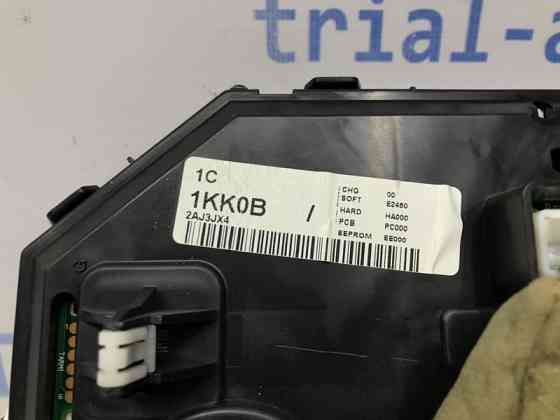 trial-a
1C
1KK0B /
2AJ3JX4
CHG 00
SOFT E2460
HARD HA000
PCB PC000
EEPROM EE000